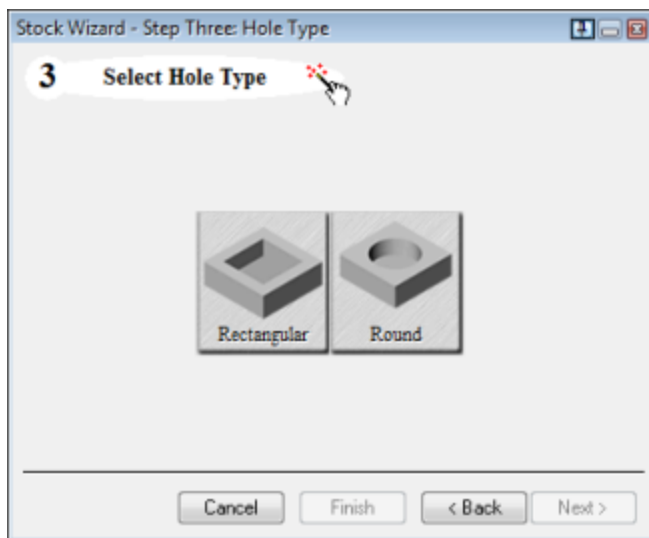 Stock Wizard - Step Three: Hole Type
3 Select Hole Type
Rectangular Round
Cancel Finish < Back Next >